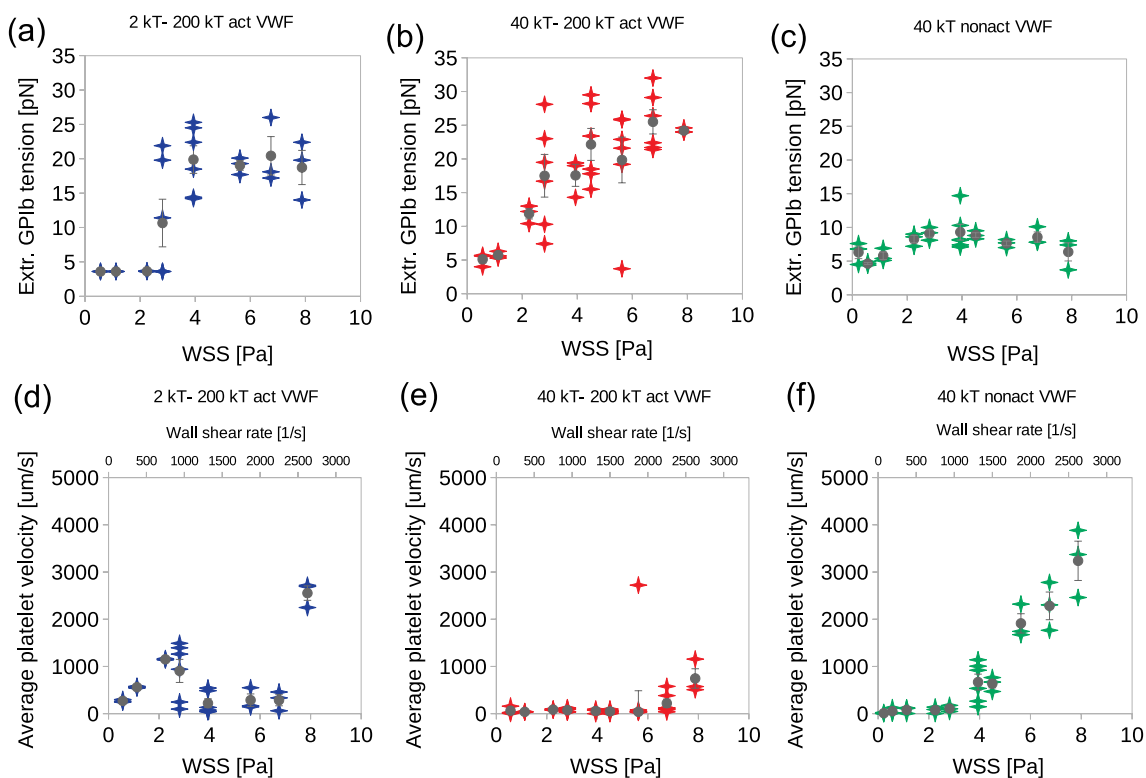 (a)
2 kT- 200 kT act VWF
(b)
40 kT- 200 kT act VWF
(c)
40 kT nonact VWF
Extr. GPIb tension [pN]
35
30
25
20
15
10
5
0
0 2 4 6 8 10
WSS [Pa]
Extr. GPIb tension [pN]
35
30
25
20
15
10
5
0
0 2 4 6 8 10
WSS [Pa]
Extr. GPIb tension [pN]
35
30
25
20
15
10
5
0
0 2 4 6 8 10
WSS [Pa]
(d)
2 kT- 200 kT act VWF
Wall shear rate [1/s]
0 500 1000 1500 2000 2500 3000
Average platelet velocity [um/s]
5000
4000
3000
2000
1000
0
0 2 4 6 8 10
WSS [Pa]
(e)
40 kT- 200 kT act VWF
Wall shear rate [1/s]
0 500 1000 1500 2000 2500 3000
Average platelet velocity [um/s]
5000
4000
3000
2000
1000
0
0 2 4 6 8 10
WSS [Pa]
(f)
40 kT nonact VWF
Wall shear rate [1/s]
0 500 1000 1500 2000 2500 3000
Average platelet velocity [um/s]
5000
4000
3000
2000
1000
0
0 2 4 6 8 10
WSS [Pa]